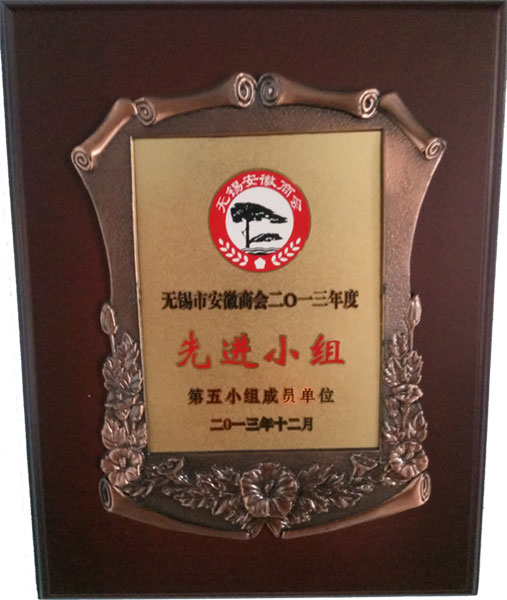 无锡安徽商会
无锡市安徽商会二〇一三年度
先进小组
第五小组成员单位
二〇一三年十二月